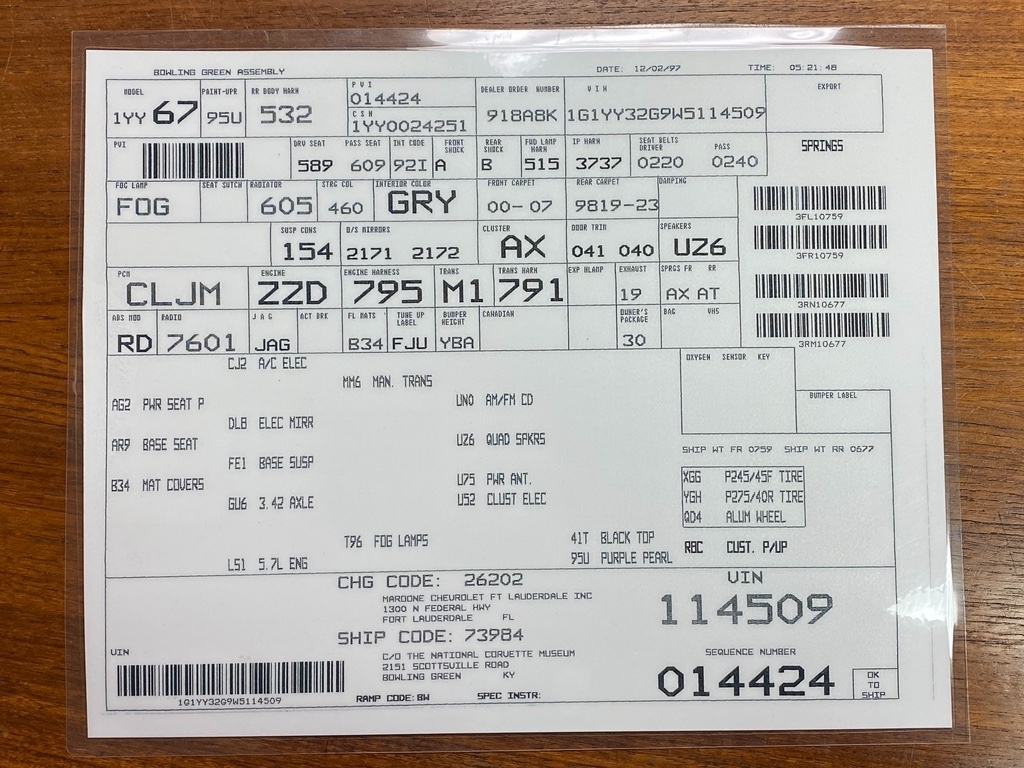 BOWLING GREEN ASSEMBLY DATE: 12/02/97 TIME: 05:21:48
MODEL PAINT-UPR RR BODY HARN PVI DEALER ORDER NUMBER VIN EXPORT
1YY 67 95U 532 014424 918A8K 1G1YY32G9W5114509
CSN
1YY0024251
PVI DRV SEAT PASS SEAT INT CODE FRONT SHOCK REAR SHOCK FWD LAMP HARN IP HARN SEAT BELTS DRIVER PASS SPRINGS
589 609 92I A B 515 3737 0220 0240
FOG LAMP SEAT SWTCH RADIATOR STRG COL INTERIOR COLOR FRONT CARPET REAR CARPET DAMPING
FOG 605 460 GRY 00-07 9819-23
3FL10759
SUSP CONS O/S MIRRORS CLUSTER DOOR TRIM SPEAKERS
154 2171 2172 AX 041 040 UZ6
3FR10759
PCM ENGINE ENGINE HARNESS TRANS TRANS HARN EXP HLAMP EXHAUST SPRGS FR RR
CLJM ZZD 795 M1 791 19 AX AT
3RN10677
ABS MOD RADIO JAG ACT BRK FL MATS TUNE UP LABEL BUMPER HEIGHT CANADIAN OWNER'S PACKAGE BAG VHS
RD 7601 JAG B34 FJU YBA 30
3RM10677
CJ2 A/C ELEC
OXYGEN SENSOR KEY
MM6 MAN. TRANS
BUMPER LABEL
AG2 PWR SEAT P
UN0 AM/FM CD
DL8 ELEC MIRR
AR9 BASE SEAT
UZ6 QUAD SPKRS
SHIP WT FR 0759 SHIP WT RR 0677
FE1 BASE SUSP
XGG P245/45F TIRE
B34 MAT COVERS
U75 PWR ANT.
YGH P275/40R TIRE
GU6 3.42 AXLE
U52 CLUST ELEC
QD4 ALUM WHEEL
T96 FOG LAMPS
41T BLACK TOP
R8C CUST. P/UP
LS1 5.7L ENG
95U PURPLE PEARL
CHG CODE: 26202
VIN
MAROONE CHEVROLET FT LAUDERDALE INC
1300 N FEDERAL HWY
FORT LAUDERDALE FL
114509
SHIP CODE: 73984
VIN
C/O THE NATIONAL CORVETTE MUSEUM
2151 SCOTTSVILLE ROAD
BOWLING GREEN KY
SEQUENCE NUMBER
014424
OK
TO
SHIP
1G1YY32G9W5114509
RAMP CODE: BW SPEC INSTR: